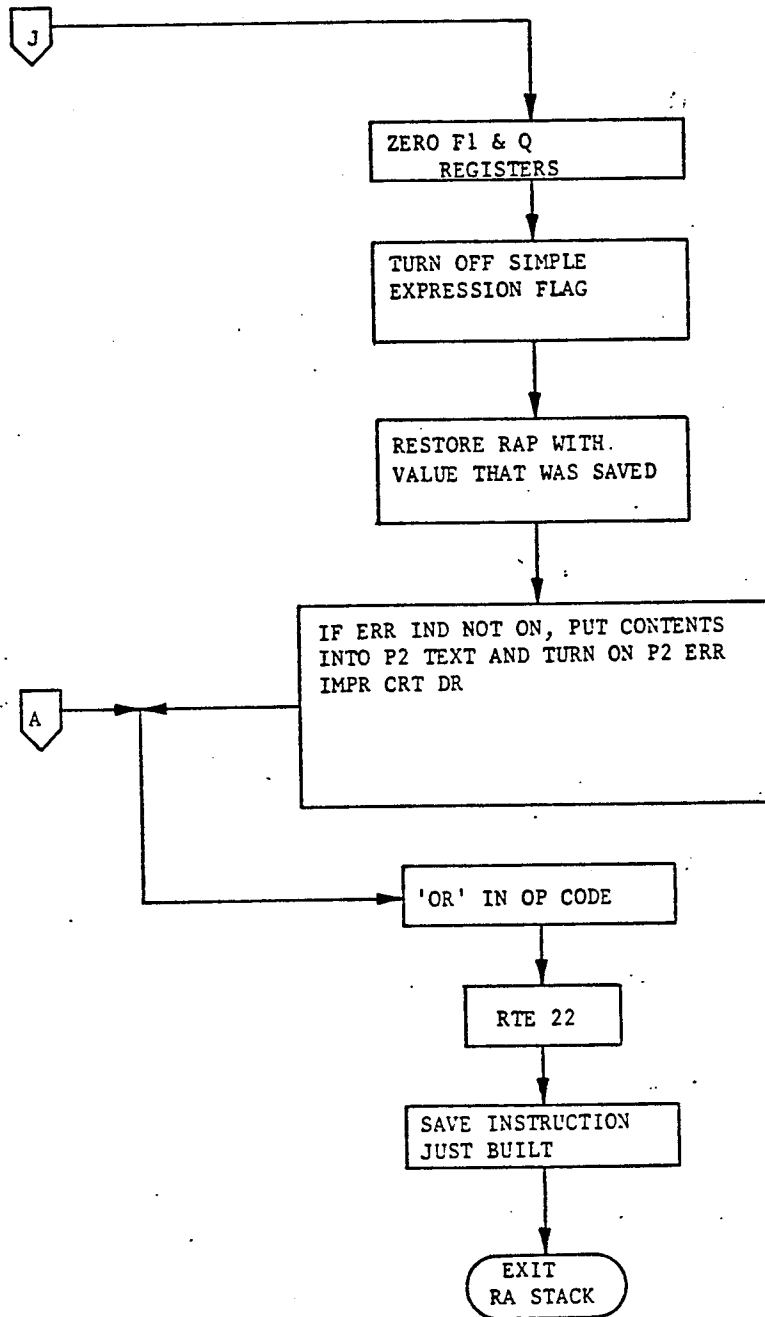 J
ZERO F1 & Q
REGISTERS
TURN OFF SIMPLE
EXPRESSION FLAG
RESTORE RAP WITH.
VALUE THAT WAS SAVED
IF ERR IND NOT ON, PUT CONTENTS
INTO P2 TEXT AND TURN ON P2 ERR
IMPR CRT DR
A
'OR' IN OP CODE
RTE 22
SAVE INSTRUCTION
JUST BUILT
EXIT
RA STACK